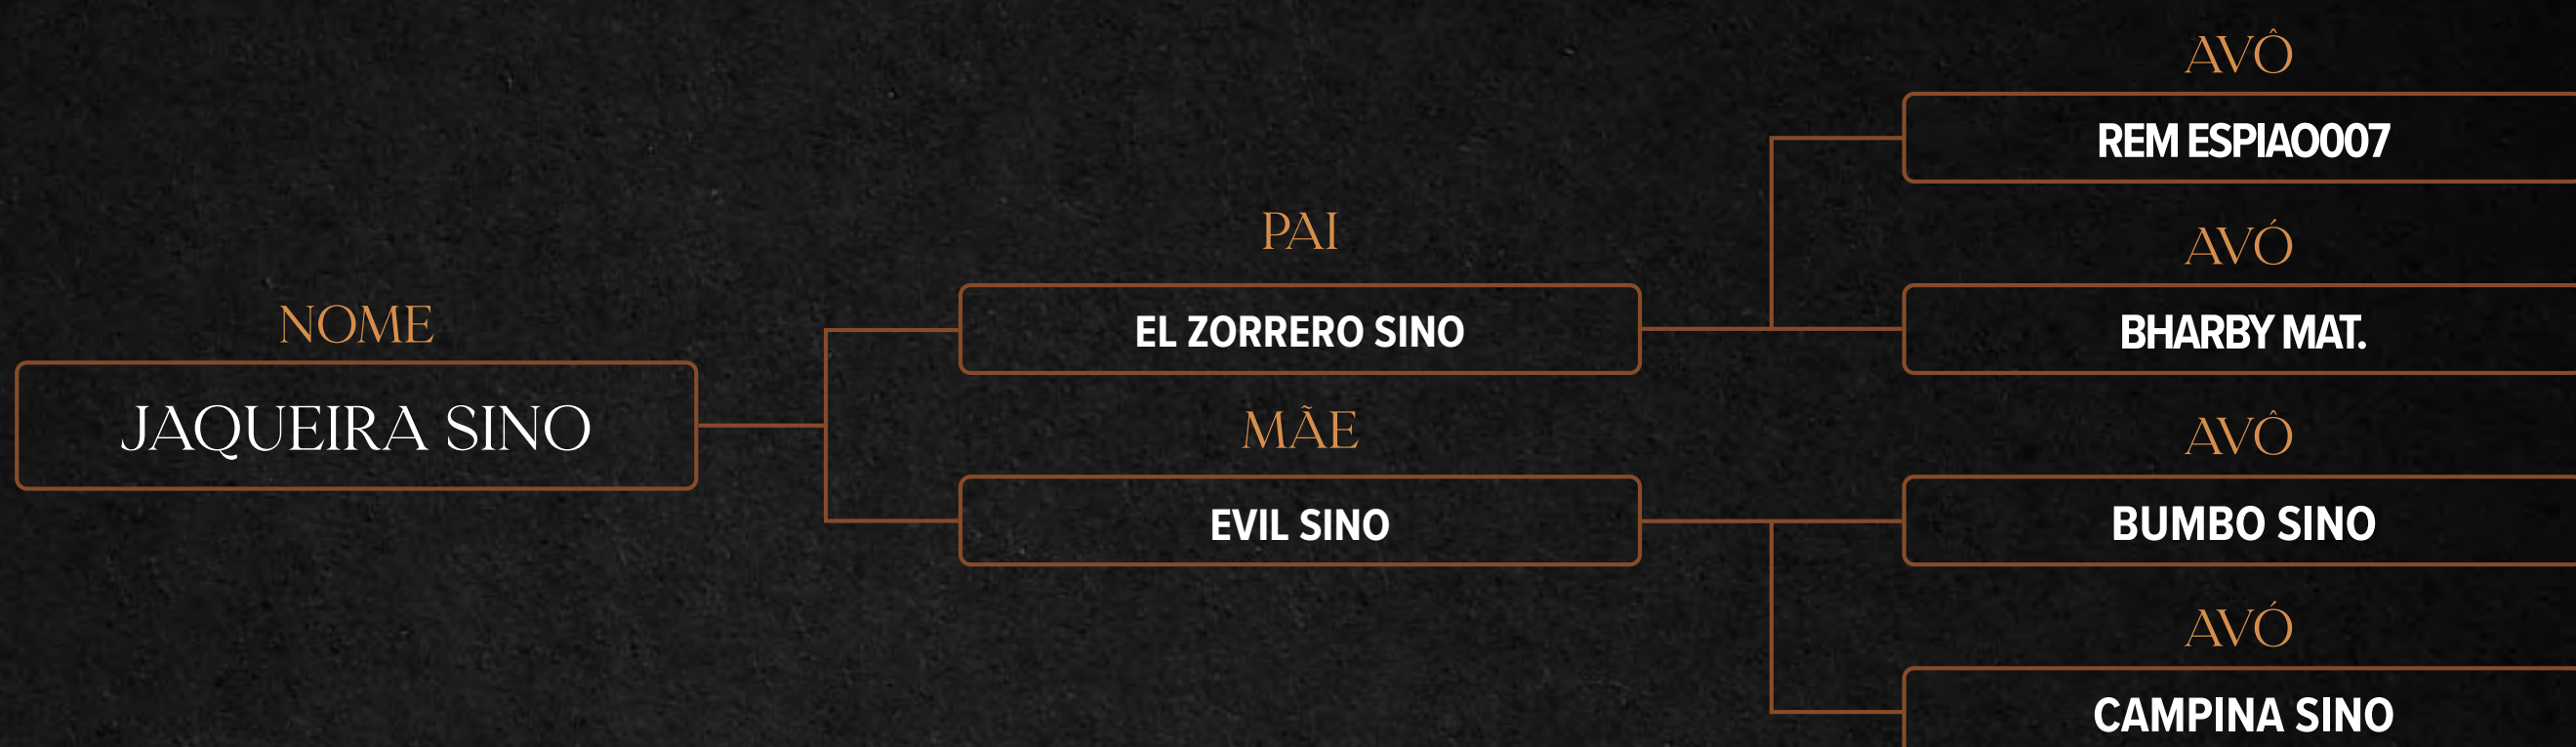 NOME
JAQUEIRA SINO
PAI
EL ZORRERO SINO
MÃE
EVIL SINO
AVÔ
REM ESPIAO007
AVÓ
BHARBY MAT.
AVÔ
BUMBO SINO
AVÓ
CAMPINA SINO